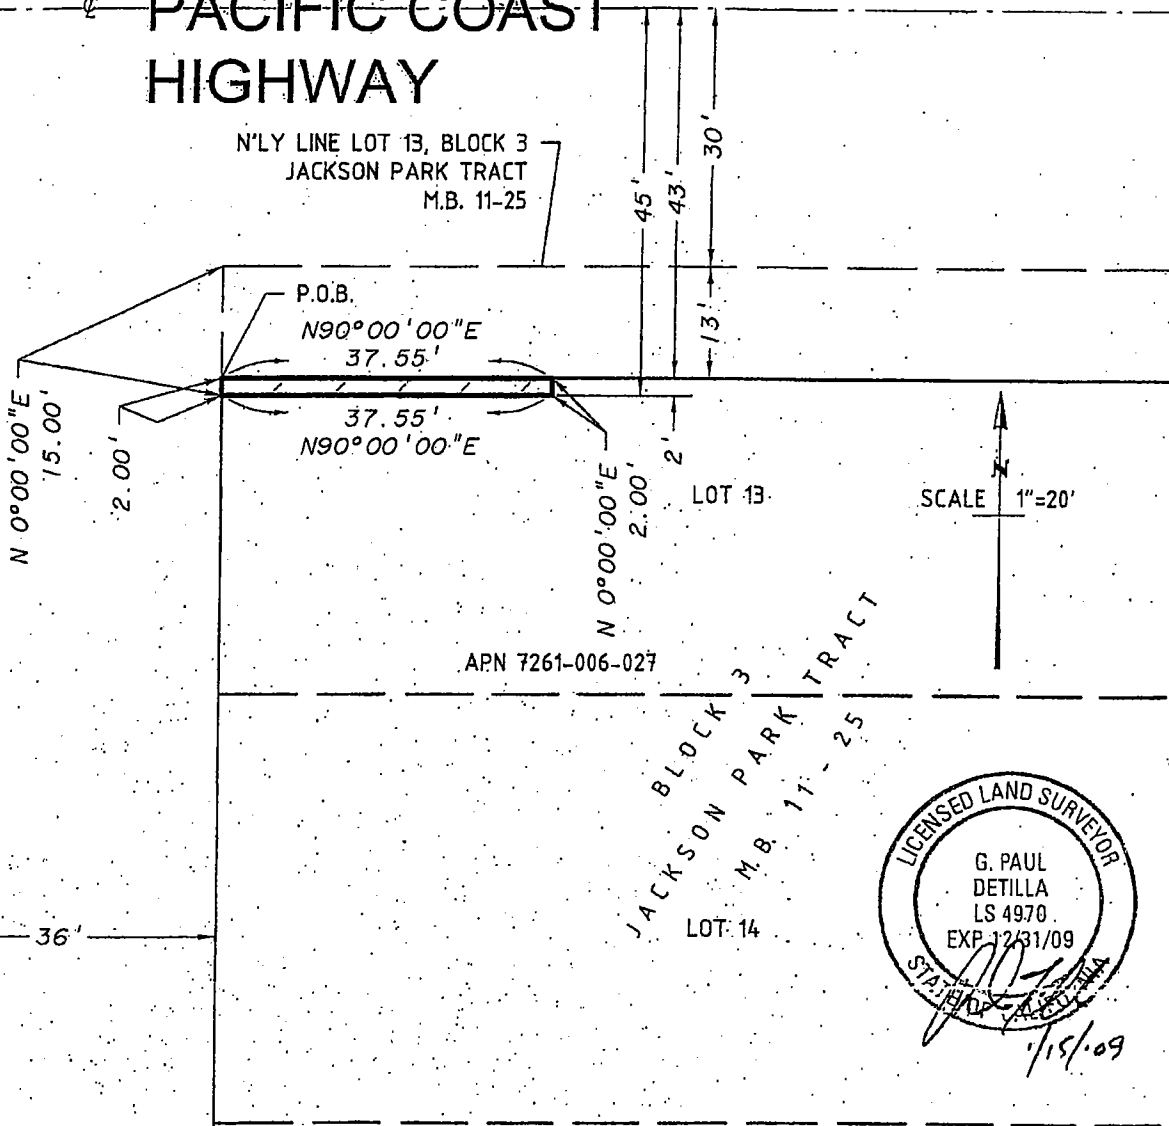 ℄ PACIFIC COAST
HIGHWAY
N'LY LINE LOT 13, BLOCK 3
JACKSON PARK TRACT
M.B. 11-25
45'
43'
30'
13'
P.O.B.
N90°00'00"E
37.55'
37.55'
N90°00'00"E
N 0°00'00"E
15.00'
2.00'
N 0°00'00"E
2.00'
2'
LOT 13
N
SCALE 1"=20'
APN 7261-006-027
BLOCK 3
JACKSON PARK TRACT
M.B. 11-25
LOT 14
36'
LICENSED LAND SURVEYOR
G. PAUL
DETILLA
LS 4970
EXP 12/31/09
STATE OF CALIFORNIA
1/15/09